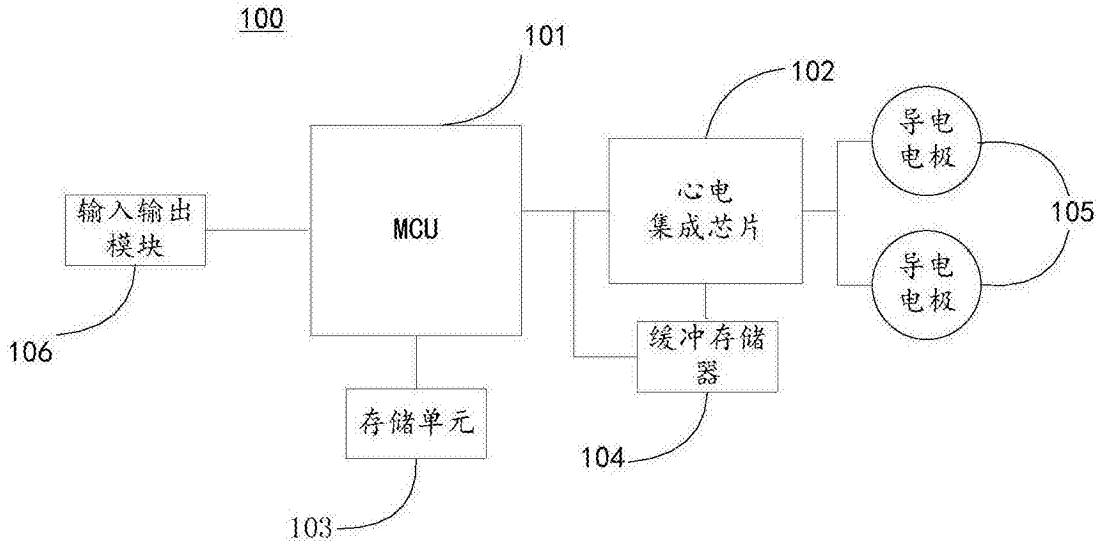 100
101
102
导电
电极
心电
集成芯片
输入输出
模块
MCU
105
导电
电极
106
缓冲存储
器
存储单元
104
103